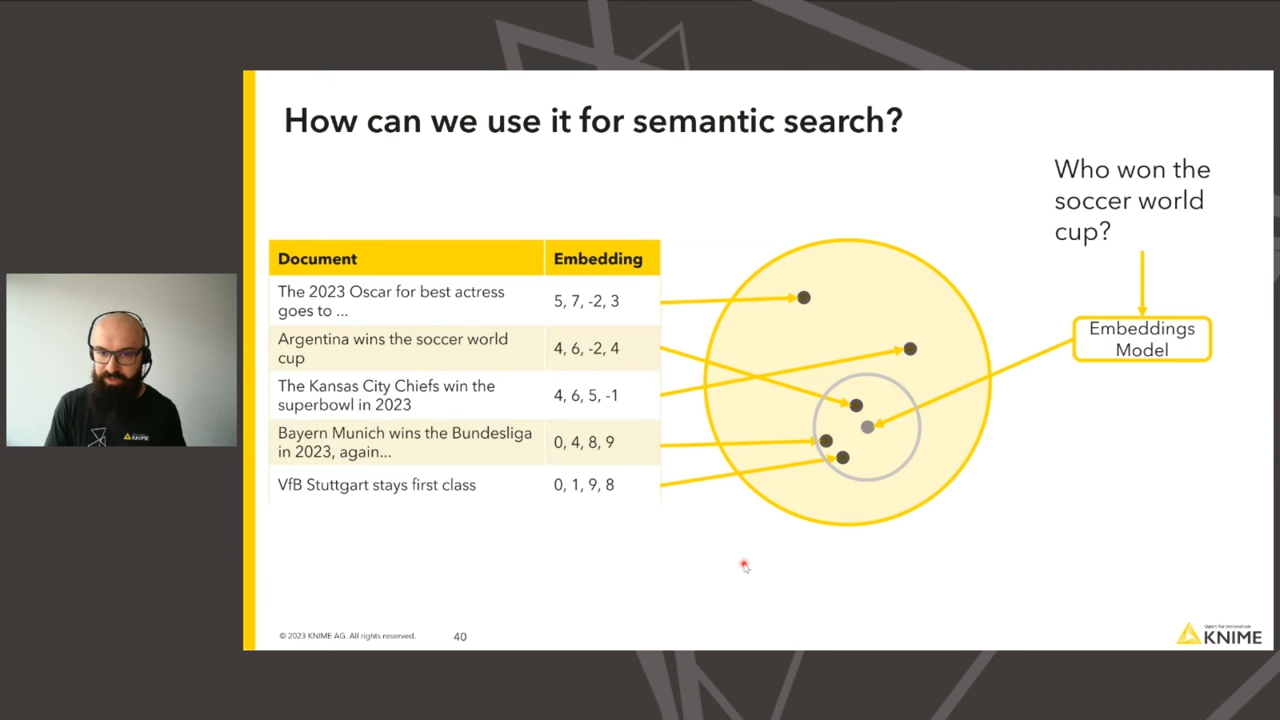 How can we use it for semantic search?
Who won the
soccer world
cup?
Document Embedding
The 2023 Oscar for best actress
goes to ...
5, 7, -2, 3
Argentina wins the soccer world
cup
4, 6, -2, 4
The Kansas City Chiefs win the
superbowl in 2023
4, 6, 5, -1
Bayern Munich wins the Bundesliga
in 2023, again...
0, 4, 8, 9
VfB Stuttgart stays first class
0, 1, 9, 8
Embeddings
Model
KNIME
© 2023 KNIME AG. All rights reserved.
40
Open for Innovation
KNIME